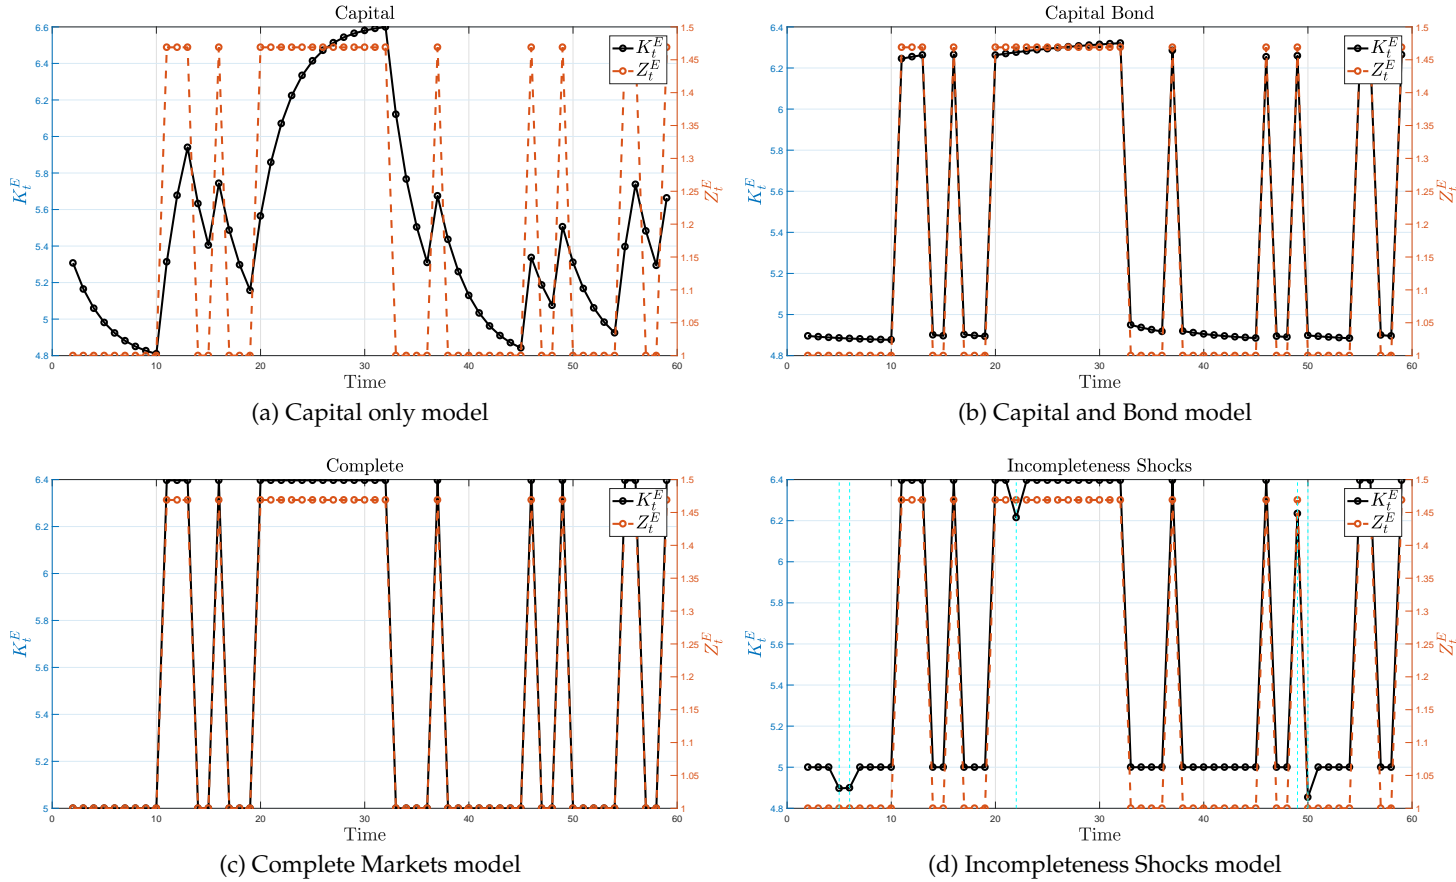 Capital
6.6
6.4
6.2
6
5.8
5.6
5.4
5.2
5
4.8
K_t^E
1.5
1.45
1.4
1.35
1.3
1.25
1.2
1.15
1.1
1.05
1
Z_t^E
K_t^E
Z_t^E
0 10 20 30 40 50 60
Time
(a) Capital only model
Capital Bond
6.4
6.2
6
5.8
5.6
5.4
5.2
5
4.8
K_t^E
1.5
1.45
1.4
1.35
1.3
1.25
1.2
1.15
1.1
1.05
1
Z_t^E
K_t^E
Z_t^E
0 10 20 30 40 50 60
Time
(b) Capital and Bond model
Complete
6.4
6.2
6
5.8
5.6
5.4
5.2
5
K_t^E
1.5
1.45
1.4
1.35
1.3
1.25
1.2
1.15
1.1
1.05
1
Z_t^E
K_t^E
Z_t^E
0 10 20 30 40 50 60
Time
(c) Complete Markets model
Incompleteness Shocks
6.4
6.2
6
5.8
5.6
5.4
5.2
5
4.8
K_t^E
1.5
1.45
1.4
1.35
1.3
1.25
1.2
1.15
1.1
1.05
1
Z_t^E
K_t^E
Z_t^E
0 10 20 30 40 50 60
Time
(d) Incompleteness Shocks model